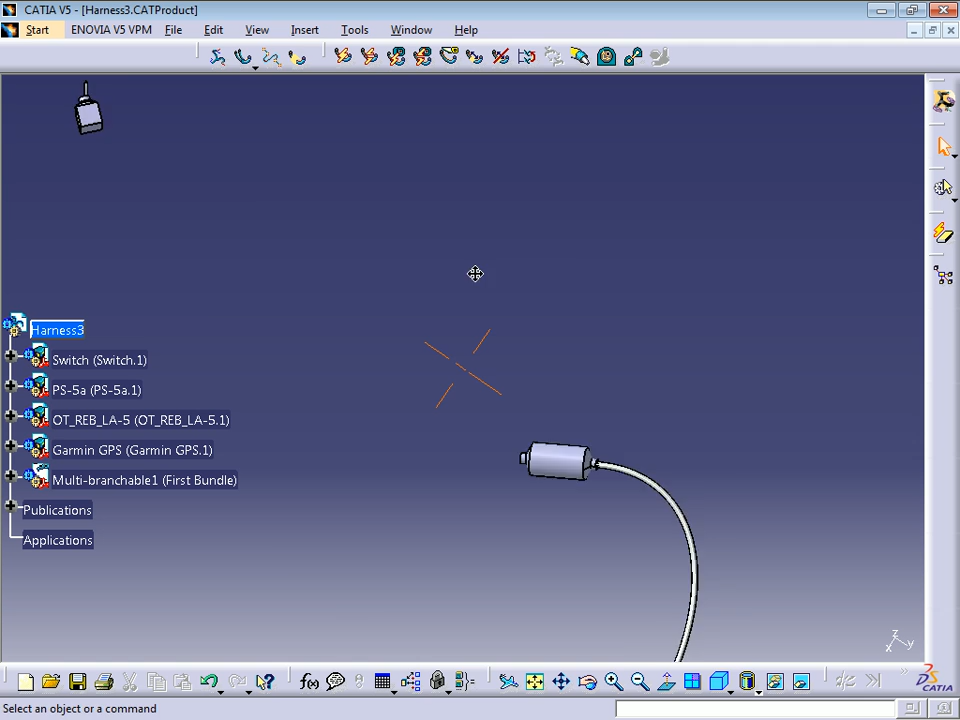 CATIA V5 - [Harness3.CATProduct]
Start ENOVIA V5 VPM File Edit View Insert Tools Window Help
Harness3
Switch (Switch.1)
PS-5a (PS-5a.1)
OT_REB_LA-5 (OT_REB_LA-5.1)
Garmin GPS (Garmin GPS.1)
Multi-branchable1 (First Bundle)
Publications
Applications
z
y
x
f(x)
CATIA
Select an object or a command